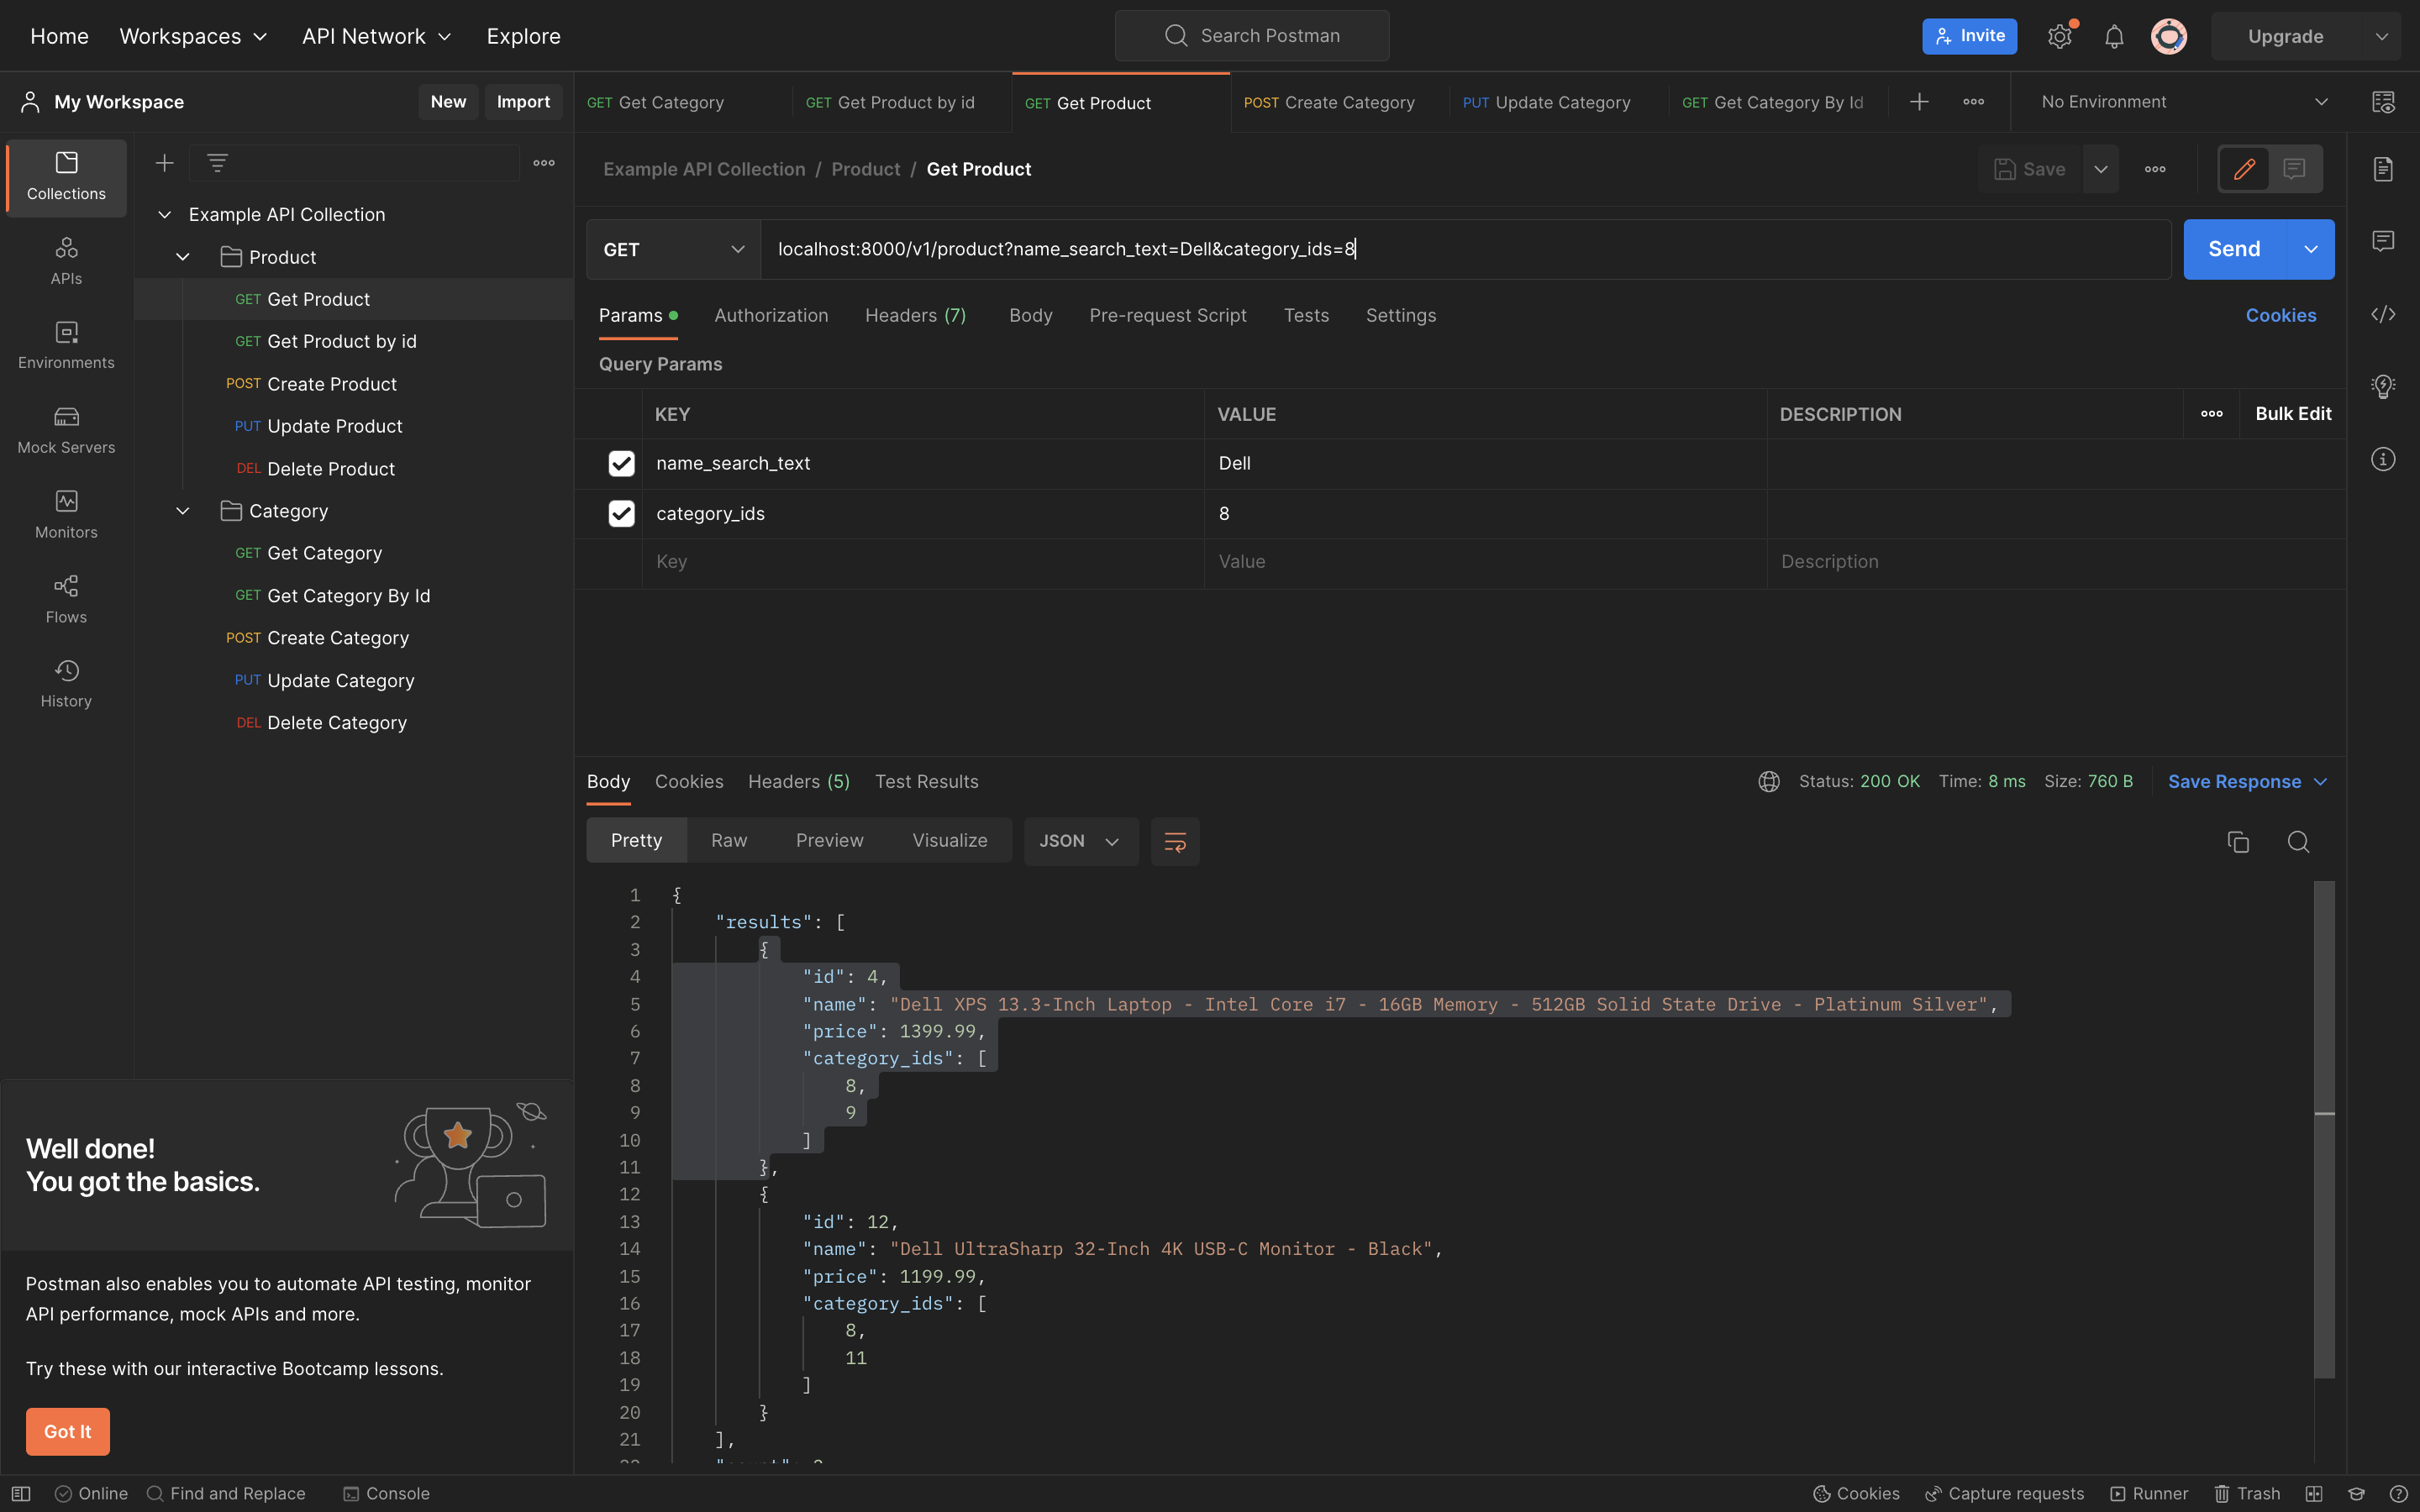 Home Workspaces API Network Explore Search Postman Invite Upgrade
My Workspace New Import
GET Get Category GET Get Product by id GET Get Product POST Create Category PUT Update Category GET Get Category By Id No Environment
Collections
APIs
Environments
Mock Servers
Monitors
Flows
History
Example API Collection
Product
GET Get Product
GET Get Product by id
POST Create Product
PUT Update Product
DEL Delete Product
Category
GET Get Category
GET Get Category By Id
POST Create Category
PUT Update Category
DEL Delete Category
Well done!
You got the basics.
Postman also enables you to automate API testing, monitor
API performance, mock APIs and more.
Try these with our interactive Bootcamp lessons.
Got It
Example API Collection / Product / Get Product Save
GET localhost:8000/v1/product?name_search_text=Dell&category_ids=8 Send
Params Authorization Headers (7) Body Pre-request Script Tests Settings Cookies
Query Params
KEY VALUE DESCRIPTION Bulk Edit
name_search_text Dell
category_ids 8
Key Value Description
Body Cookies Headers (5) Test Results Status: 200 OK Time: 8 ms Size: 760 B Save Response
Pretty Raw Preview Visualize JSON
1 {
2 "results": [
3 {
4 "id": 4,
5 "name": "Dell XPS 13.3-Inch Laptop - Intel Core i7 - 16GB Memory - 512GB Solid State Drive - Platinum Silver",
6 "price": 1399.99,
7 "category_ids": [
8 8,
9 9
10 ]
11 },
12 {
13 "id": 12,
14 "name": "Dell UltraSharp 32-Inch 4K USB-C Monitor - Black",
15 "price": 1199.99,
16 "category_ids": [
17 8,
18 11
19 ]
20 }
21 ],
Online Find and Replace Console Cookies Capture requests Runner Trash